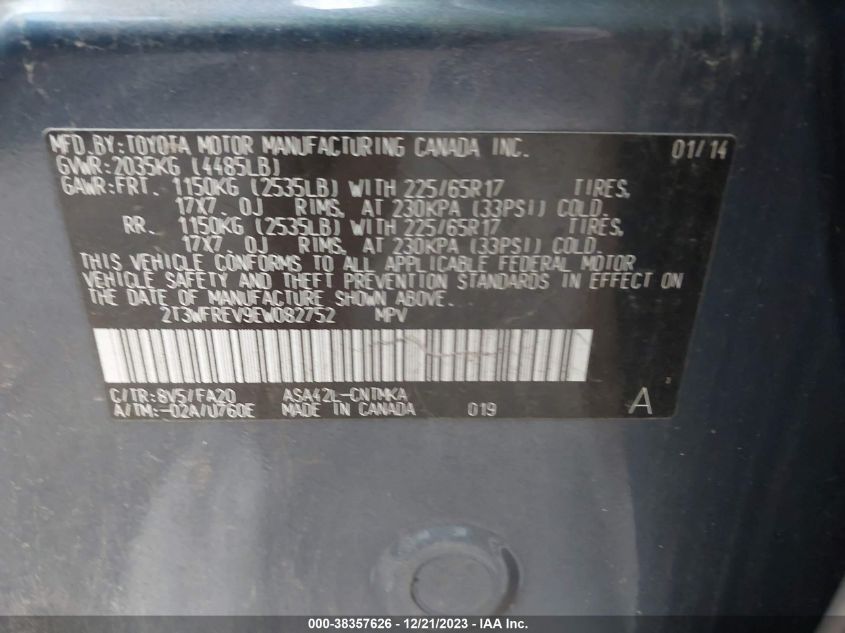 MFD.BY:TOYOTA MOTOR MANUFACTURING CANADA INC. 01/14
GVWR:2035KG (4485LB)
GAWR:FRT. 1150KG (2535LB) WITH 225/65R17 TIRES,
17X7.0J RIMS, AT 230KPA (33PSI) COLD.
RR. 1150KG (2535LB) WITH 225/65R17 TIRES,
17X7.0J RIMS, AT 230KPA (33PSI) COLD.
THIS VEHICLE CONFORMS TO ALL APPLICABLE FEDERAL MOTOR
VEHICLE SAFETY AND THEFT PREVENTION STANDARDS IN EFFECT ON
THE DATE OF MANUFACTURE SHOWN ABOVE.
2T3WFREV9EW082752 MPV
C/TR:8V5/FA20 ASA42L-CNTMKA
A/TM:-02A/U760E MADE IN CANADA 019 A
000-38357626 - 12/21/2023 - IAA Inc.